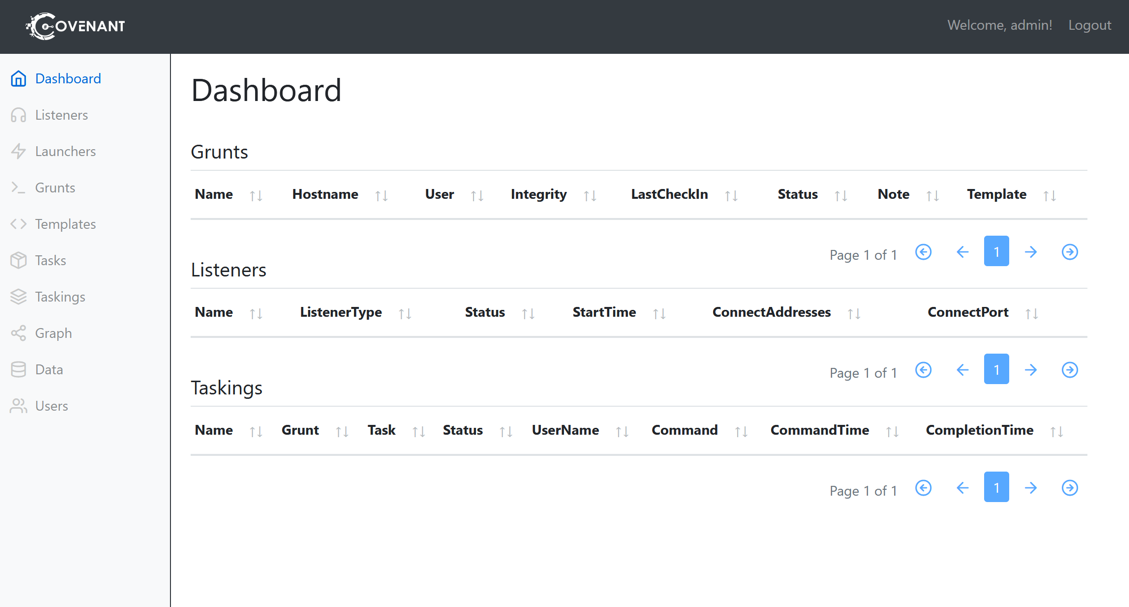 COVENANT
Welcome, admin! Logout
Dashboard
Listeners
Launchers
Grunts
Templates
Tasks
Taskings
Graph
Data
Users
Dashboard
Grunts
Name Hostname User Integrity LastCheckIn Status Note Template
Page 1 of 1 1
Listeners
Name ListenerType Status StartTime ConnectAddresses ConnectPort
Page 1 of 1 1
Taskings
Name Grunt Task Status UserName Command CommandTime CompletionTime
Page 1 of 1 1